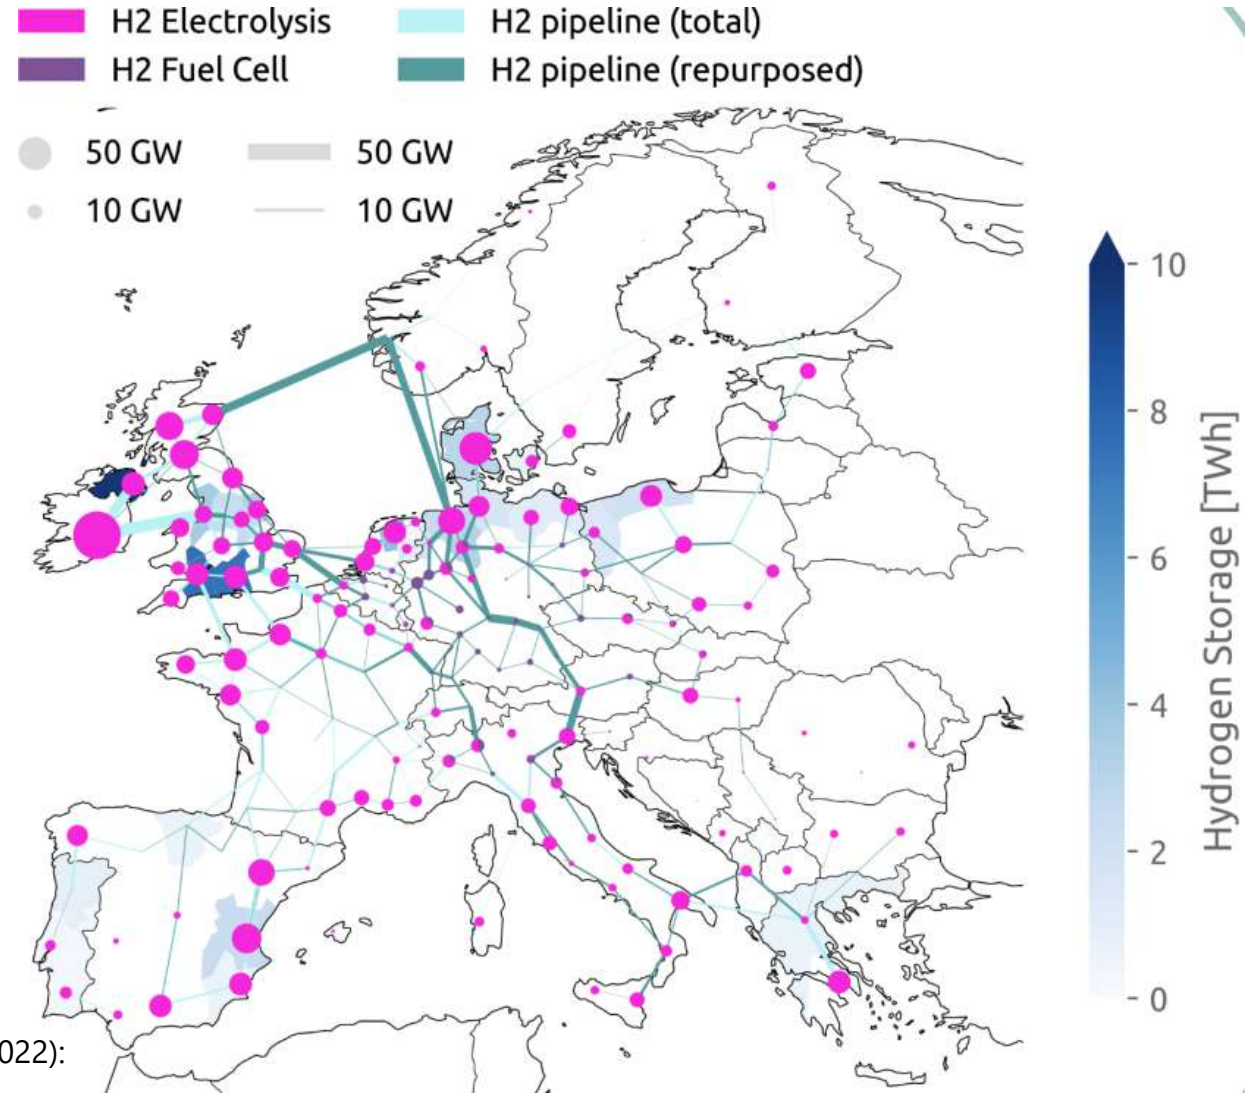 H2 Electrolysis H2 pipeline (total)
H2 Fuel Cell H2 pipeline (repurposed)
50 GW 50 GW
10 GW 10 GW
10
8
6
4
2
0
Hydrogen Storage [TWh]
022):